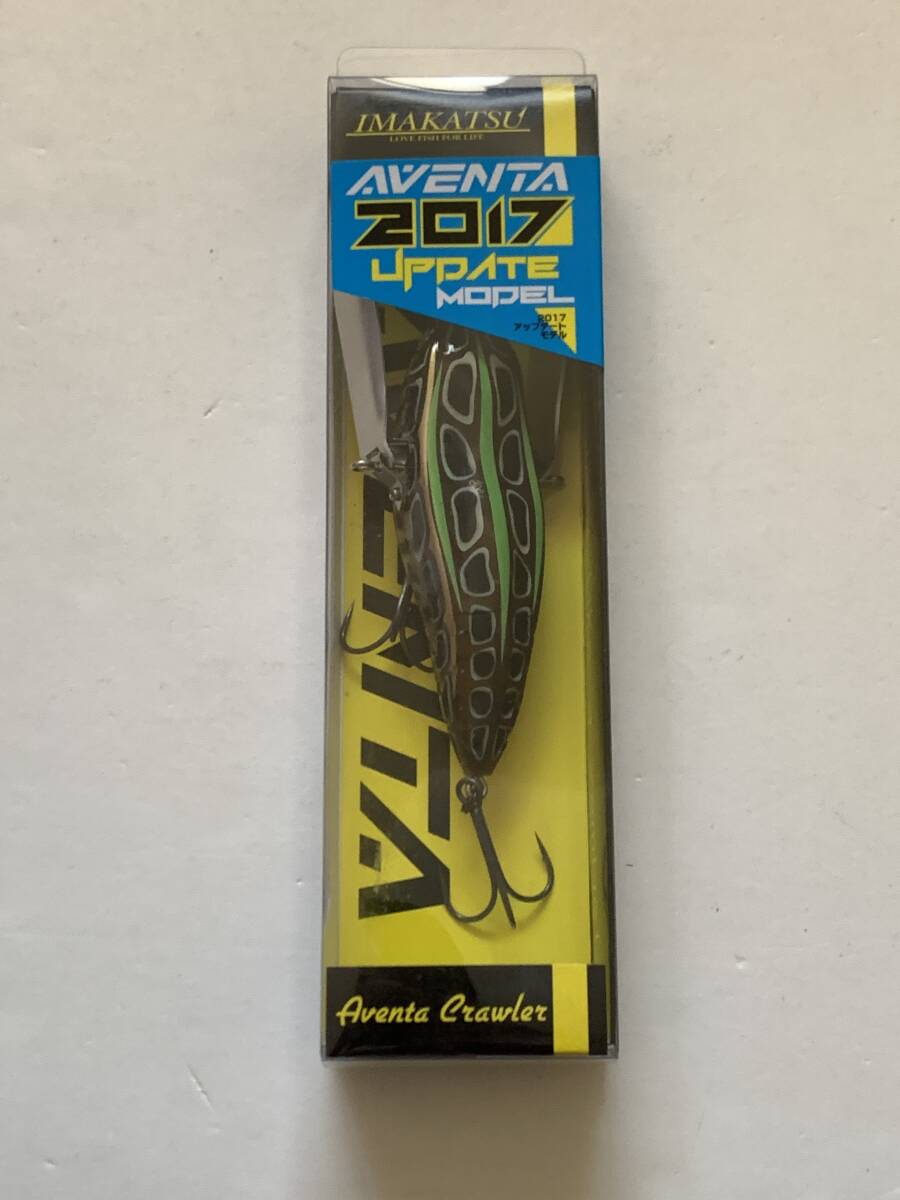 IMAKATSU
LOVE FISH FOR LIFE
AVENTA
2017
UPDATE
MODEL
2017
アップデート
モデル
Aventa Crawler